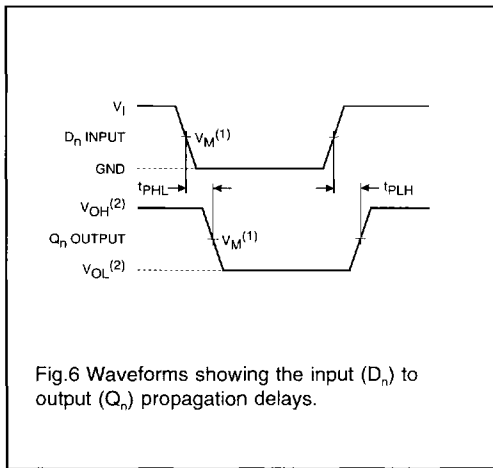 V_I
D_n INPUT
V_M(1)
GND
t_PHL
t_PLH
V_OH(2)
Q_n OUTPUT
V_M(1)
V_OL(2)
Fig.6 Waveforms showing the input (D_n) to
output (Q_n) propagation delays.